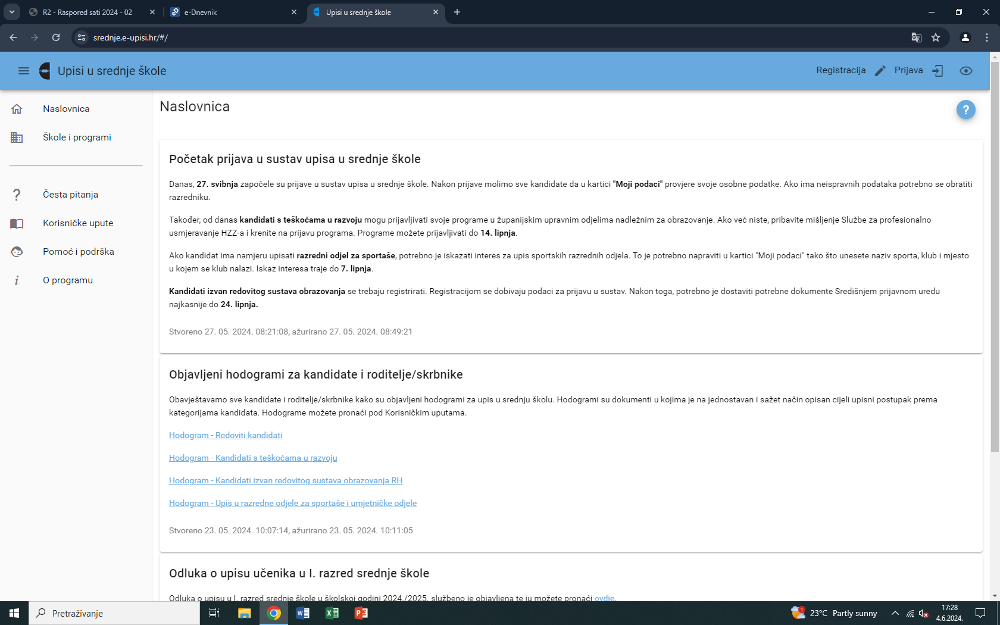 R2 - Raspored sati 2024 - 02
e-Dnevnik
Upisi u srednje škole
srednje.e-upisi.hr/#/
Upisi u srednje škole
Registracija
Prijava
Naslovnica
Škole i programi
?
Česta pitanja
Korisničke upute
Pomoć i podrška
i
O programu
Naslovnica
?
Početak prijava u sustav upisa u srednje škole
Danas, 27. svibnja započele su prijave u sustav upisa u srednje škole. Nakon prijave molimo sve kandidate da u kartici "Moji podaci" provjere svoje osobne podatke. Ako ima neispravnih podataka potrebno se obratiti
razredniku.
Također, od danas kandidati s teškoćama u razvoju mogu prijavljivati svoje programe u županijskim upravnim odjelima nadležnim za obrazovanje. Ako već niste, pribavite mišljenje Službe za profesionalno
usmjeravanje HZZ-a i krenite na prijavu programa. Programe možete prijavljivati do 14. lipnja.
Ako kandidat ima namjeru upisati razredni odjel za sportaše, potrebno je iskazati interes za upis sportskih razrednih odjela. To je potrebno napraviti u kartici "Moji podaci" tako što unesete naziv sporta, klub i mjesto
u kojem se klub nalazi. Iskaz interesa traje do 7. lipnja.
Kandidati izvan redovitog sustava obrazovanja se trebaju registrirati. Registracijom se dobivaju podaci za prijavu u sustav. Nakon toga, potrebno je dostaviti potrebne dokumente Središnjem prijavnom uredu
najkasnije do 24. lipnja.
Stvoreno 27. 05. 2024. 08:21:08, ažurirano 27. 05. 2024. 08:49:21
Objavljeni hodogrami za kandidate i roditelje/skrbnike
Obavještavamo sve kandidate i roditelje/skrbnike kako su objavljeni hodogrami za upis u srednju školu. Hodogrami su dokumenti u kojima je na jednostavan i sažet način opisan cijeli upisni postupak prema
kategorijama kandidata. Hodograme možete pronaći pod Korisničkim uputama.
Hodogram - Redoviti kandidati
Hodogram - Kandidati s teškoćama u razvoju
Hodogram - Kandidati izvan redovitog sustava obrazovanja RH
Hodogram - Upis u razredne odjele za sportaše i umjetničke odjele
Stvoreno 23. 05. 2024. 10:07:14, ažurirano 23. 05. 2024. 10:11:05
Odluka o upisu učenika u I. razred srednje škole
Odluka o upisu u I. razred srednje škole u školskoj godini 2024./2025. službeno je objavljena te ju možete pronaći ovdje.
Pretraživanje
1
23°C Partly sunny
17:28
4.6.2024.